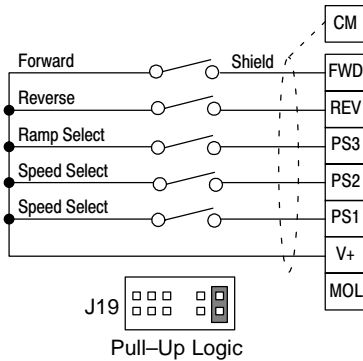 CM
Forward Shield FWD
Reverse REV
Ramp Select PS3
Speed Select PS2
Speed Select PS1
V+
MOL
J19
Pull–Up Logic